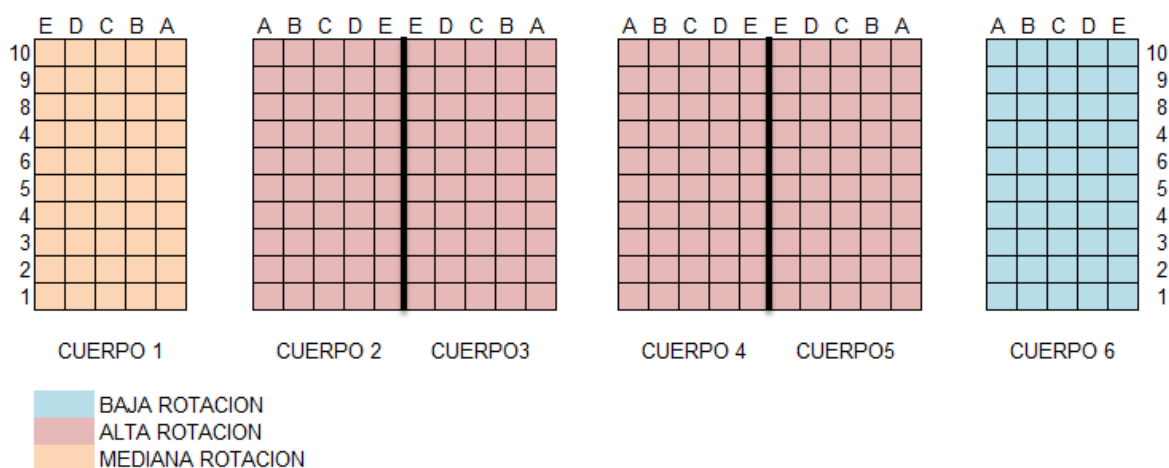 E D C B A
A B C D E E D C B A
A B C D E E D C B A
A B C D E
10
9
8
4
6
5
4
3
2
1
10
9
8
4
6
5
4
3
2
1
CUERPO 1
CUERPO 2
CUERPO3
CUERPO 4
CUERPO5
CUERPO 6
BAJA ROTACION
ALTA ROTACION
MEDIANA ROTACION